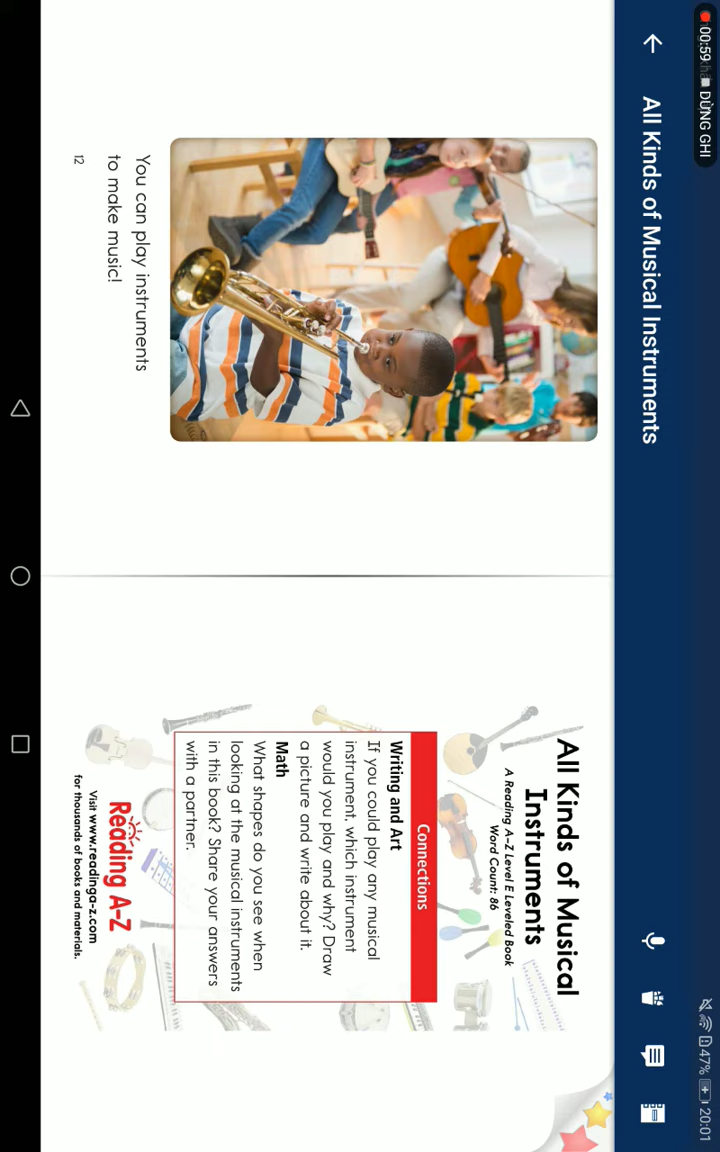 00:59 DỪNG GHI
47% 20:01
All Kinds of Musical Instruments
You can play instruments
to make music!
12
All Kinds of Musical
Instruments
A Reading A–Z Level E Leveled Book
Word Count: 86
Connections
Writing and Art
If you could play any musical
instrument, which instrument
would you play and why? Draw
a picture and write about it.
Math
What shapes do you see when
looking at the musical instruments
in this book? Share your answers
with a partner.
Reading A-Z
Visit www.readinga-z.com
for thousands of books and materials.